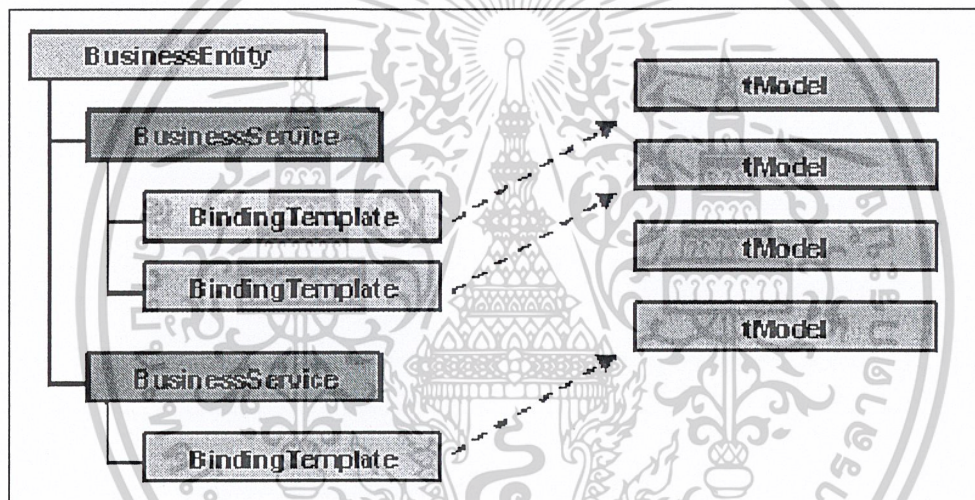 BusinessEntity
BusinessService
BindingTemplate
BindingTemplate
BusinessService
BindingTemplate
tModel
tModel
tModel
tModel